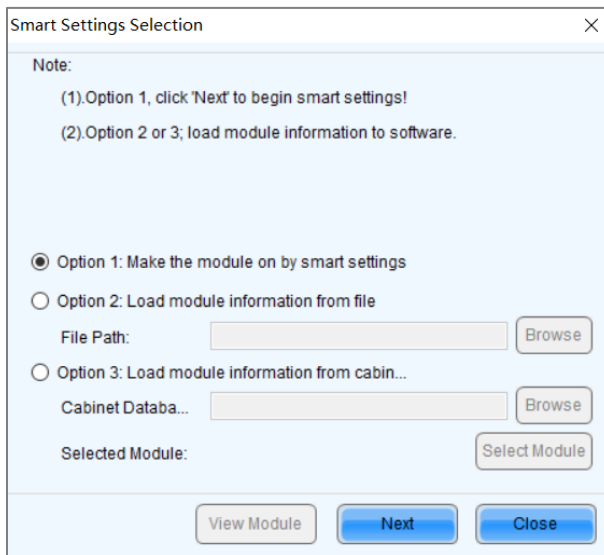 Smart Settings Selection
Note:
(1).Option 1, click 'Next' to begin smart settings!
(2).Option 2 or 3; load module information to software.
Option 1: Make the module on by smart settings
Option 2: Load module information from file
File Path: Browse
Option 3: Load module information from cabin...
Cabinet Databa... Browse
Selected Module: Select Module
View Module Next Close